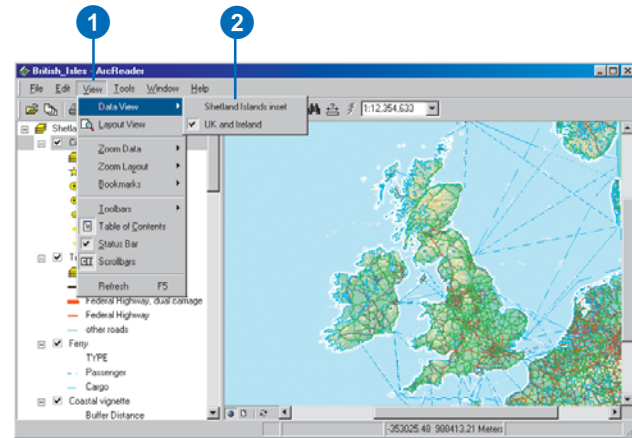 1 2
British_Isles - ArcReader
File Edit View Tools Window Help
1:12,354,633
Data View
Shetland Islands inset
Layout View
UK and Ireland
Zoom Data
Zoom Layout
Bookmarks
Toolbars
Table of Contents
Status Bar
Scrollbars
Refresh F5
Shetla
Federal Highway, dual carriage
Federal Highway
other roads
Ferry
TYPE
Passenger
Cargo
Coastal vignette
Buffer Distance
-353025.48 908413.21 Meters